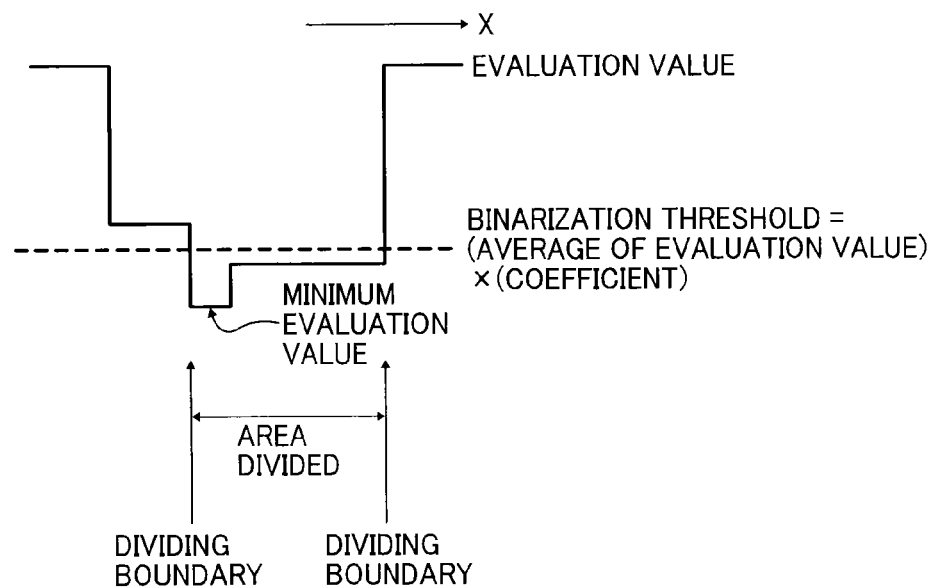 X
EVALUATION VALUE
BINARIZATION THRESHOLD =
(AVERAGE OF EVALUATION VALUE)
×(COEFFICIENT)
MINIMUM
EVALUATION
VALUE
AREA
DIVIDED
DIVIDING
BOUNDARY
DIVIDING
BOUNDARY